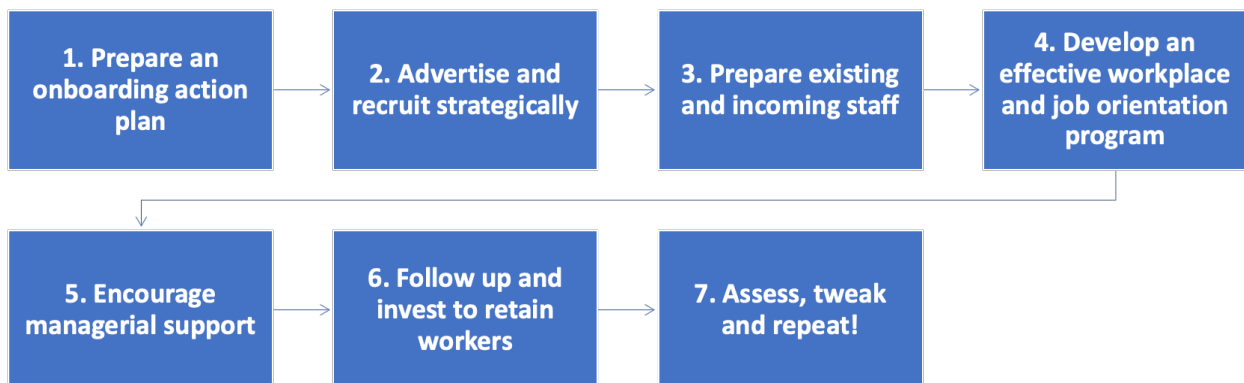 1. Prepare an
onboarding action
plan
2. Advertise and
recruit strategically
3. Prepare existing
and incoming staff
4. Develop an
effective workplace
and job orientation
program
5. Encourage
managerial support
6. Follow up and
invest to retain
workers
7. Assess, tweak
and repeat!